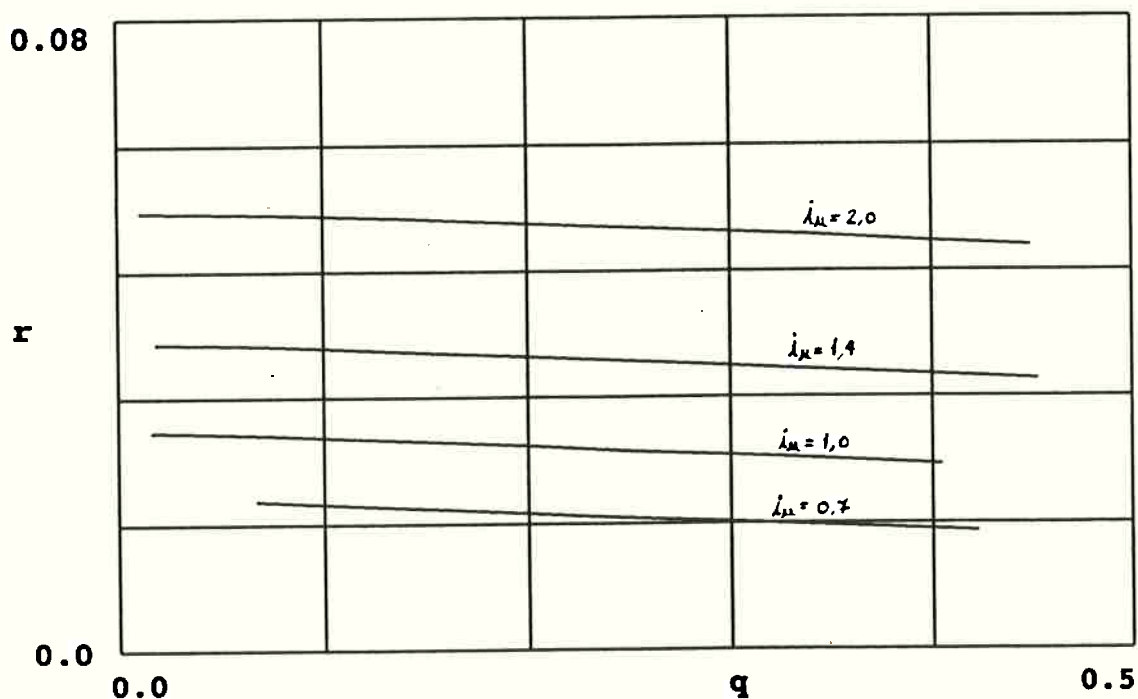 0.08
iμ = 2,0
r
iμ = 1,4
iμ = 1,0
iμ = 0,7
0.0
0.0 q 0.5